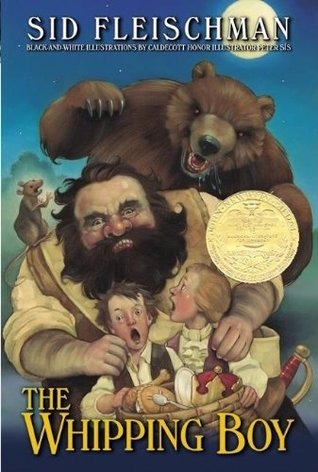 SID FLEISCHMAN
BLACK-AND-WHITE ILLUSTRATIONS BY CALDECOTT HONOR ILLUSTRATOR PETER SÍS
THE
WHIPPING BOY